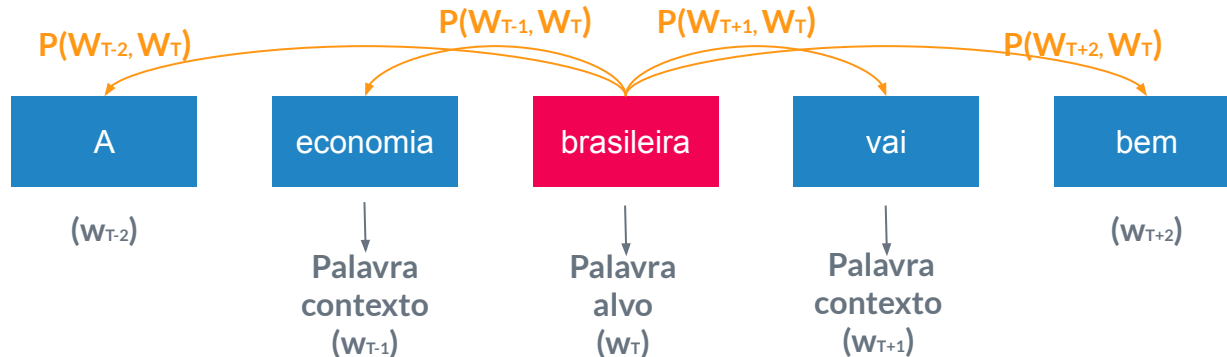 P(WT-2, WT)
P(WT-1, WT)
P(WT+1, WT)
P(WT+2, WT)
A
economia
brasileira
vai
bem
(WT-2)
(WT+2)
Palavra
contexto
(WT-1)
Palavra
alvo
(WT)
Palavra
contexto
(WT+1)